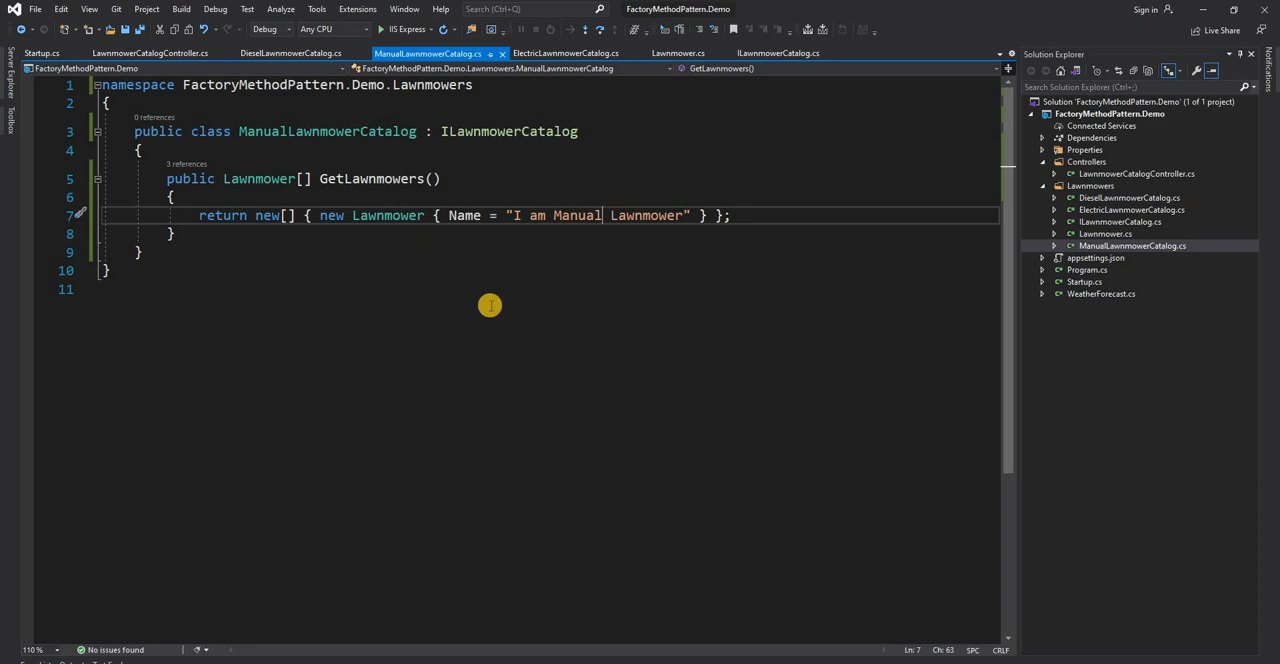 File Edit View Git Project Build Debug Test Analyze Tools Extensions Window Help Search (Ctrl+Q) FactoryMethodPattern.Demo Sign in
Debug Any CPU IIS Express Live Share
Startup.cs LawnmowerCatalogController.cs DieselLawnmowerCatalog.cs ManualLawnmowerCatalog.cs ElectricLawnmowerCatalog.cs Lawnmower.cs ILawnmowerCatalog.cs
FactoryMethodPattern.Demo FactoryMethodPattern.Demo.Lawnmowers.ManualLawnmowerCatalog GetLawnmowers()
Server Explorer
Toolbox
1 namespace FactoryMethodPattern.Demo.Lawnmowers
2 {
0 references
3 public class ManualLawnmowerCatalog : ILawnmowerCatalog
4 {
3 references
5 public Lawnmower[] GetLawnmowers()
6 {
7 return new[] { new Lawnmower { Name = "I am Manual Lawnmower" } };
8 }
9 }
10 }
11
110 % No issues found Ln: 7 Ch: 63 SPC CRLF
Solution Explorer
Search Solution Explorer (Ctrl+;)
Solution 'FactoryMethodPattern.Demo' (1 of 1 project)
FactoryMethodPattern.Demo
Connected Services
Dependencies
Properties
Controllers
LawnmowerCatalogController.cs
Lawnmowers
DieselLawnmowerCatalog.cs
ElectricLawnmowerCatalog.cs
ILawnmowerCatalog.cs
Lawnmower.cs
ManualLawnmowerCatalog.cs
appsettings.json
Program.cs
Startup.cs
WeatherForecast.cs
Notifications